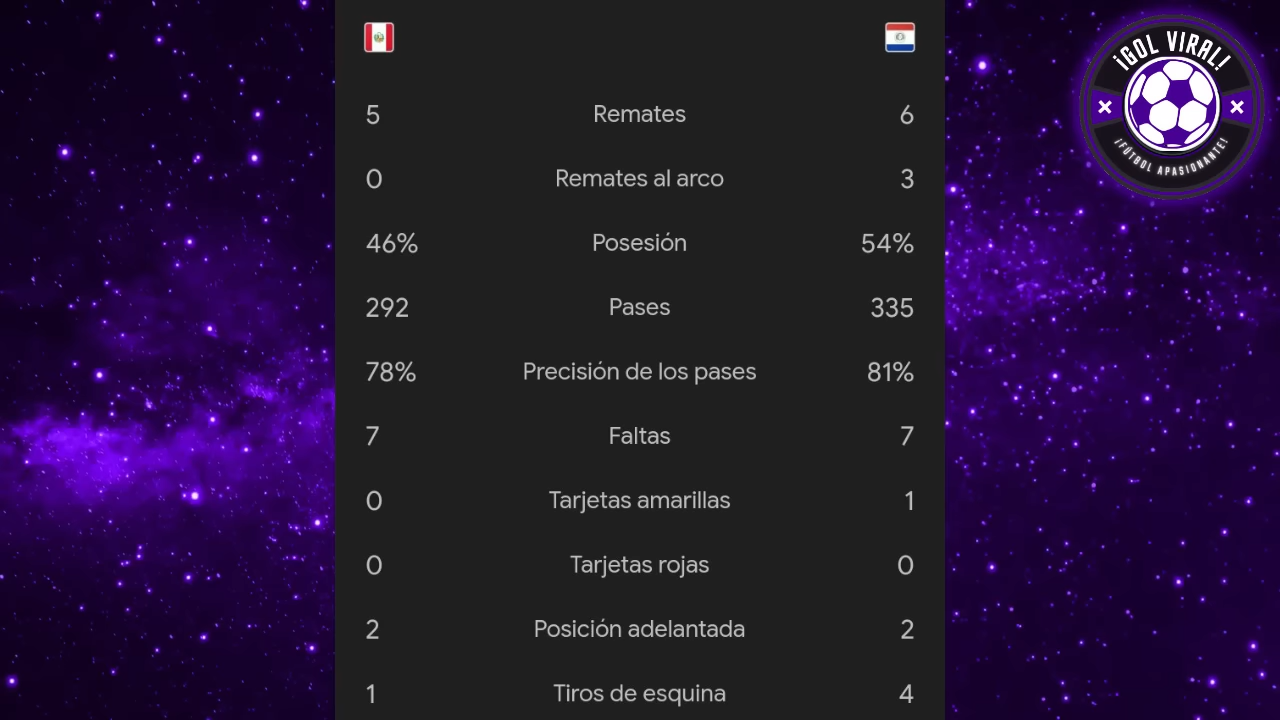 ¡GOL VIRAL!
¡FÚTBOL APASIONANTE!
5 Remates 6
0 Remates al arco 3
46% Posesión 54%
292 Pases 335
78% Precisión de los pases 81%
7 Faltas 7
0 Tarjetas amarillas 1
0 Tarjetas rojas 0
2 Posición adelantada 2
1 Tiros de esquina 4